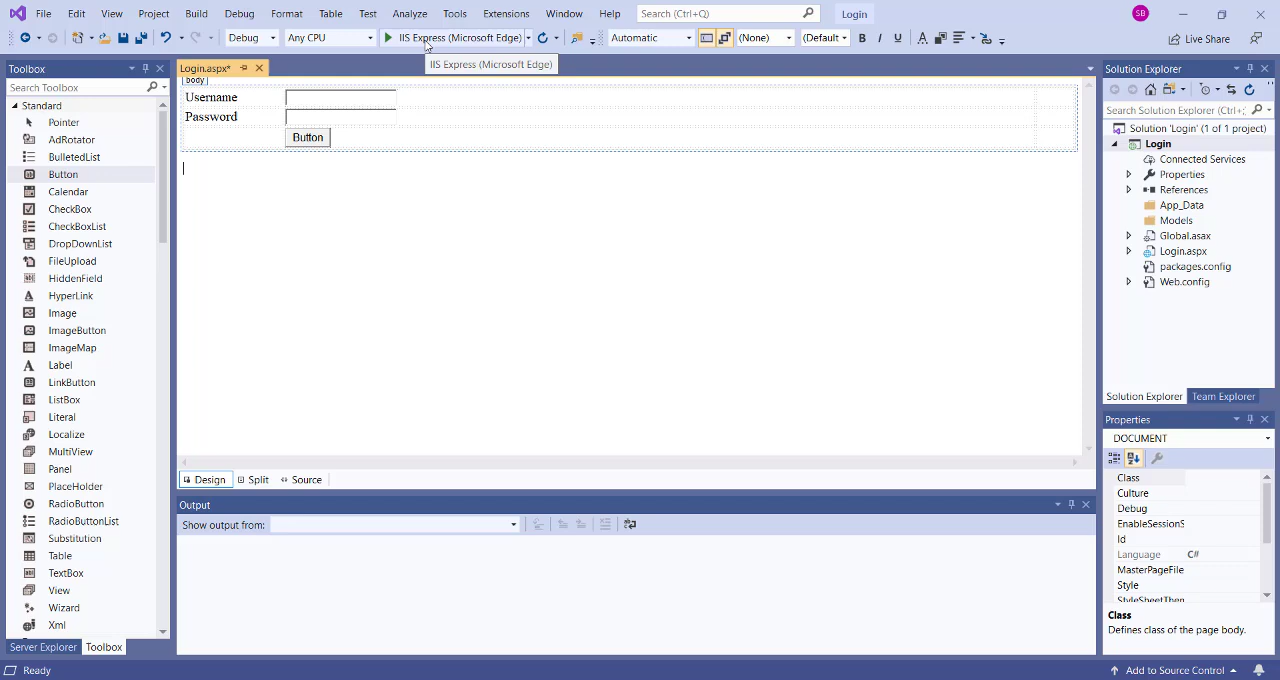 File Edit View Project Build Debug Format Table Test Analyze Tools Extensions Window Help Search (Ctrl+Q) Login SB
Debug Any CPU IIS Express (Microsoft Edge) Automatic (None) (Default B I U A Live Share
IIS Express (Microsoft Edge)
Toolbox
Search Toolbox
Standard
Pointer
AdRotator
BulletedList
Button
Calendar
CheckBox
CheckBoxList
DropDownList
FileUpload
HiddenField
HyperLink
Image
ImageButton
ImageMap
Label
LinkButton
ListBox
Literal
Localize
MultiView
Panel
PlaceHolder
RadioButton
RadioButtonList
Substitution
Table
TextBox
View
Wizard
Xml
Server Explorer Toolbox
Login.aspx*
body
Username
Password
Button
Design Split Source
Output
Show output from:
Solution Explorer
Search Solution Explorer (Ctrl+;
Solution 'Login' (1 of 1 project)
Login
Connected Services
Properties
References
App_Data
Models
Global.asax
Login.aspx
packages.config
Web.config
Solution Explorer Team Explorer
Properties
DOCUMENT
Class
Culture
Debug
EnableSessionS
Id
Language C#
MasterPageFile
Style
StyleSheetThen
Class
Defines class of the page body.
Ready Add to Source Control